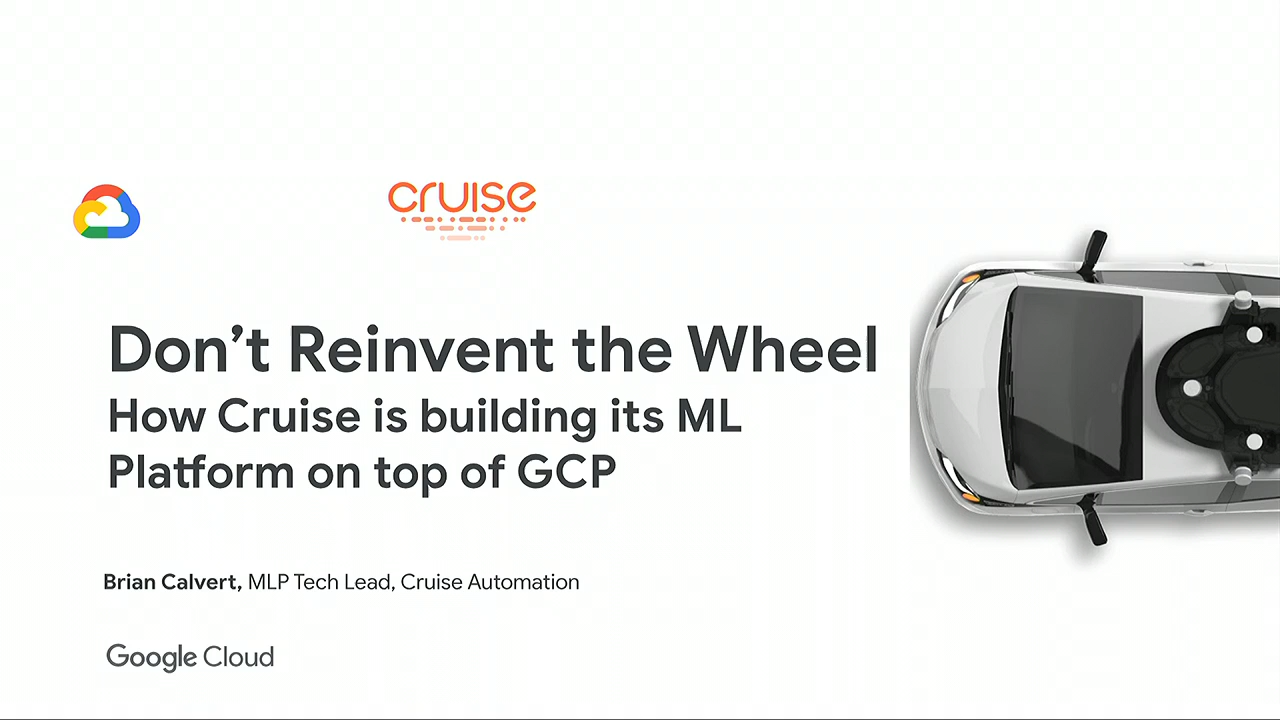 cruise
Don’t Reinvent the Wheel
How Cruise is building its ML
Platform on top of GCP
Brian Calvert, MLP Tech Lead, Cruise Automation
Google Cloud